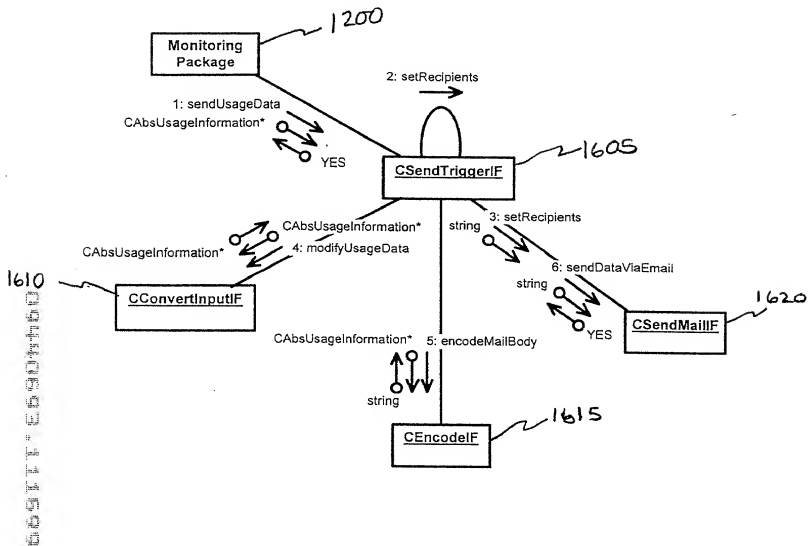 1200
Monitoring
Package
2: setRecipients
1: sendUsageData
CAbsUsageInformation*
YES
1605
CSendTriggerIF
CAbsUsageInformation*
string
3: setRecipients
CAbsUsageInformation*
4: modifyUsageData
6: sendDataViaEmail
string
1610
CConvertInputIF
YES
CSendMailIF
1620
CAbsUsageInformation*
5: encodeMailBody
string
1615
CEncodeIF